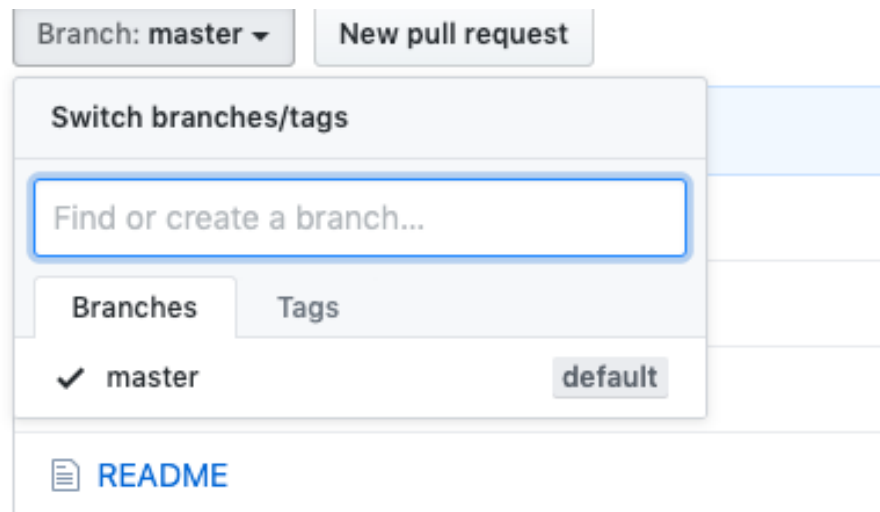 Branch: master New pull request
Switch branches/tags
Find or create a branch...
Branches Tags
master default
README